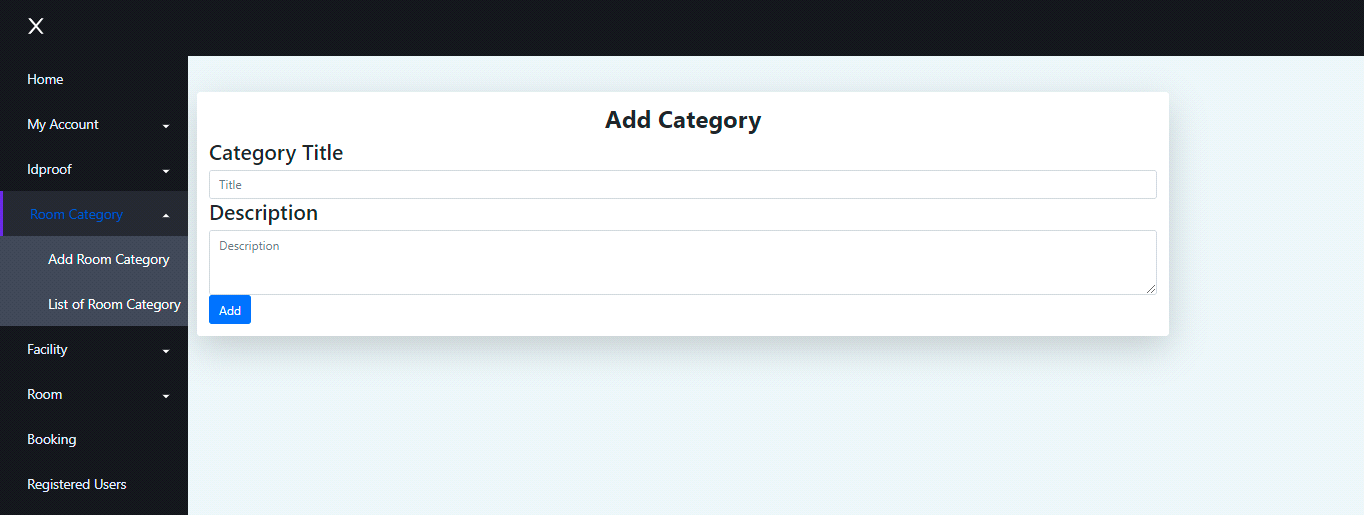 X
Home
My Account
Idproof
Room Category
Add Room Category
List of Room Category
Facility
Room
Booking
Registered Users
Add Category
Category Title
Title
Description
Description
Add